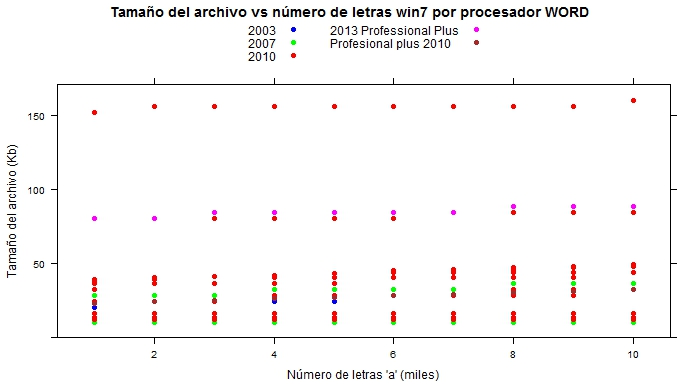 Tamaño del archivo vs número de letras win7 por procesador WORD
2003
2007
2010
2013 Professional Plus
Profesional plus 2010
150
100
50
Tamaño del archivo (Kb)
2 4 6 8 10
Número de letras 'a' (miles)